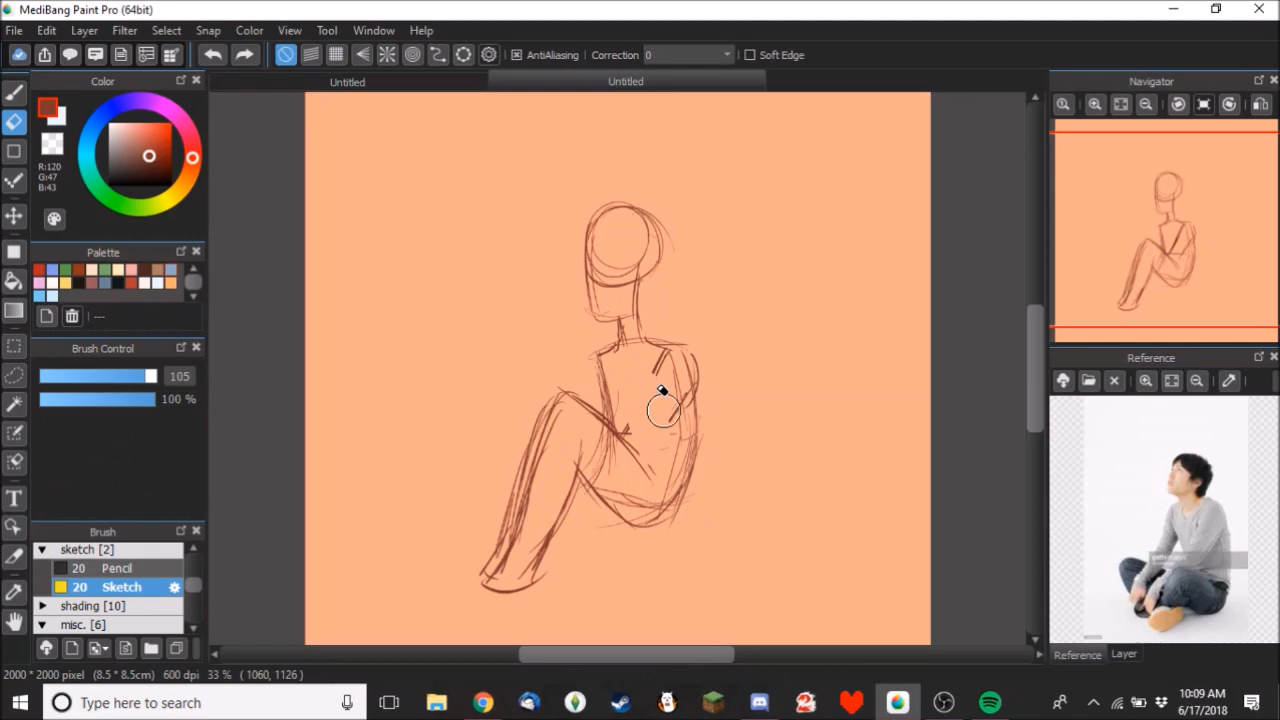 MediBang Paint Pro (64bit)
File Edit Layer Filter Select Snap Color View Tool Window Help
AntiAliasing Correction 0 Soft Edge
Color
Untitled
Untitled
Navigator
R:120
G:47
B:43
Palette
---
Brush Control
105
100 %
Reference
Brush
sketch [2]
20 Pencil
20 Sketch
shading [10]
misc. [6]
Reference Layer
2000 * 2000 pixel (8.5 * 8.5cm) 600 dpi 33 % ( 1060, 1126 )
Type here to search
10:09 AM
6/17/2018